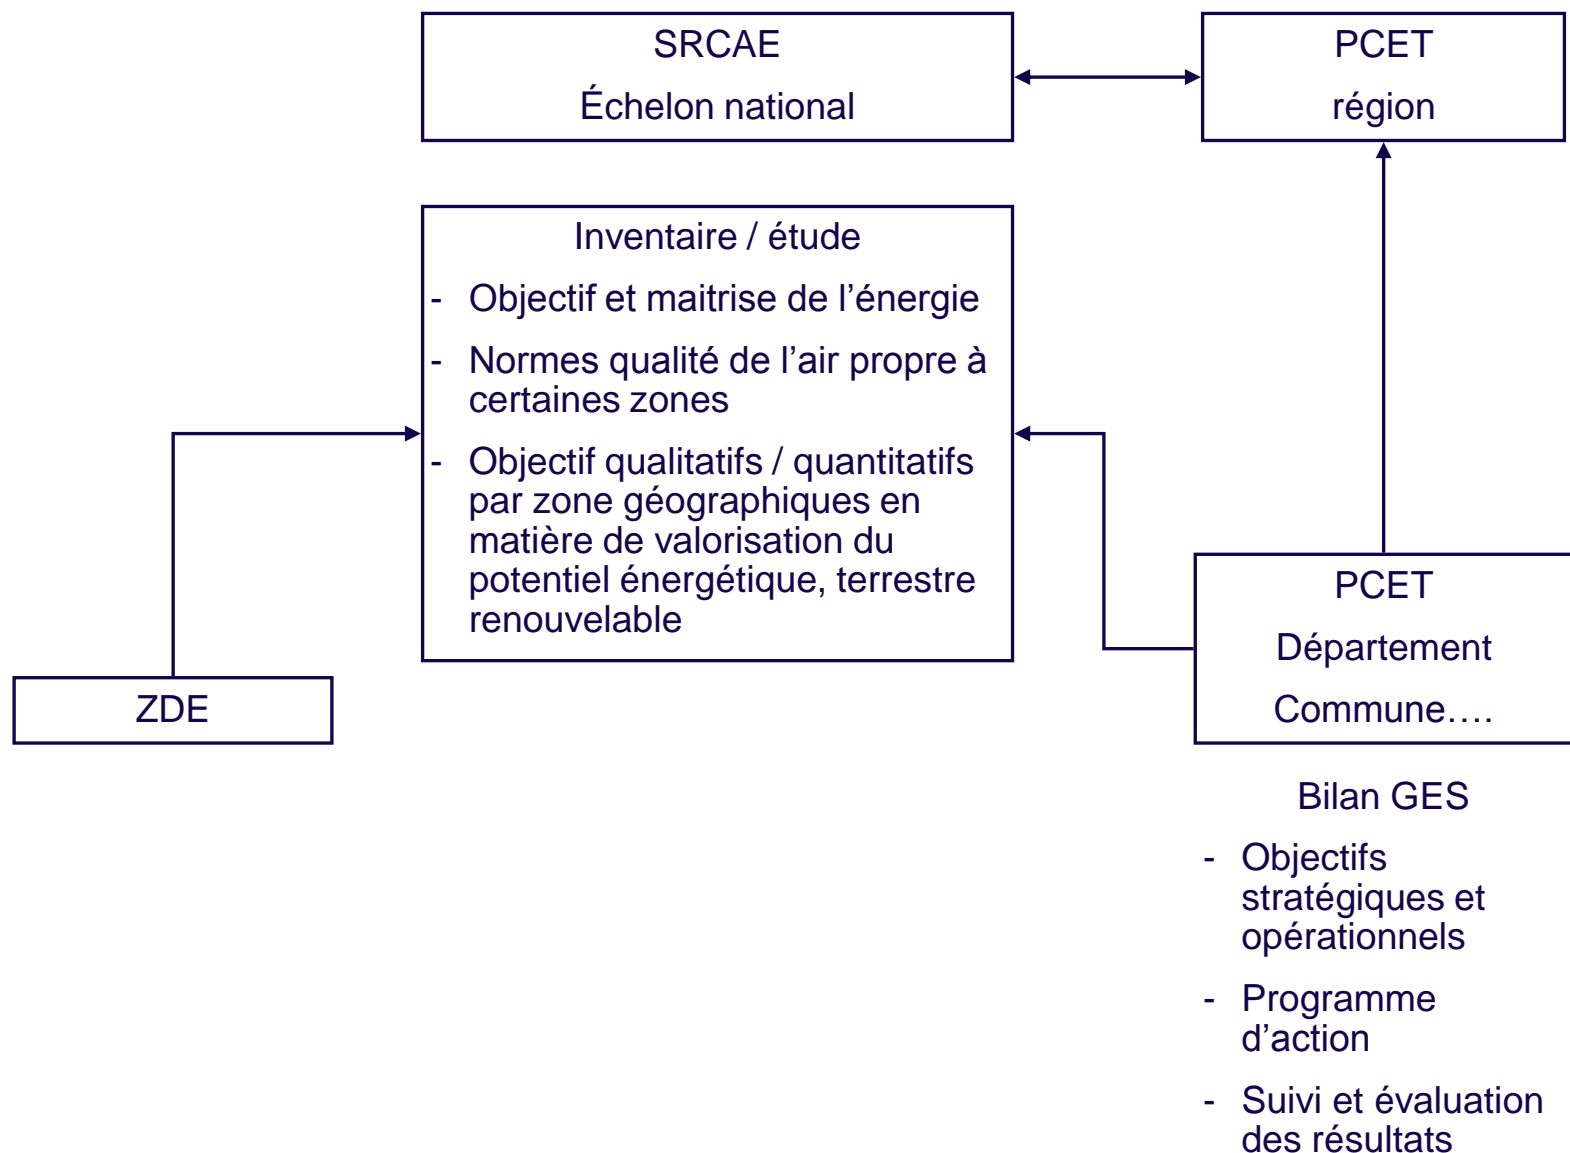 SRCAE
Échelon national
PCET
région
Inventaire / étude
- Objectif et maitrise de l’énergie
- Normes qualité de l’air propre à
certaines zones
- Objectif qualitatifs / quantitatifs
par zone géographiques en
matière de valorisation du
potentiel énergétique, terrestre
renouvelable
ZDE
PCET
Département
Commune….
Bilan GES
- Objectifs
stratégiques et
opérationnels
- Programme
d’action
- Suivi et évaluation
des résultats